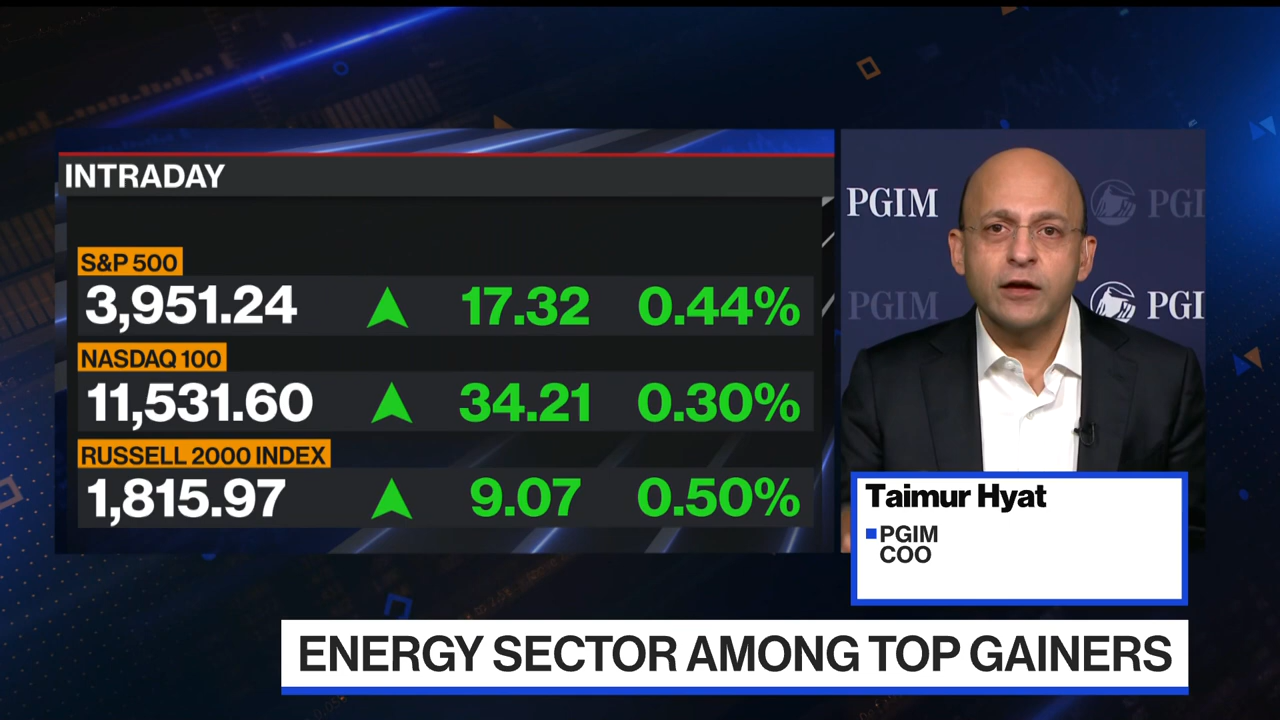 INTRADAY
S&P 500
3,951.24 17.32 0.44%
NASDAQ 100
11,531.60 34.21 0.30%
RUSSELL 2000 INDEX
1,815.97 9.07 0.50%
PGIM PGI
PGIM PGI
Taimur Hyat
PGIM
COO
ENERGY SECTOR AMONG TOP GAINERS